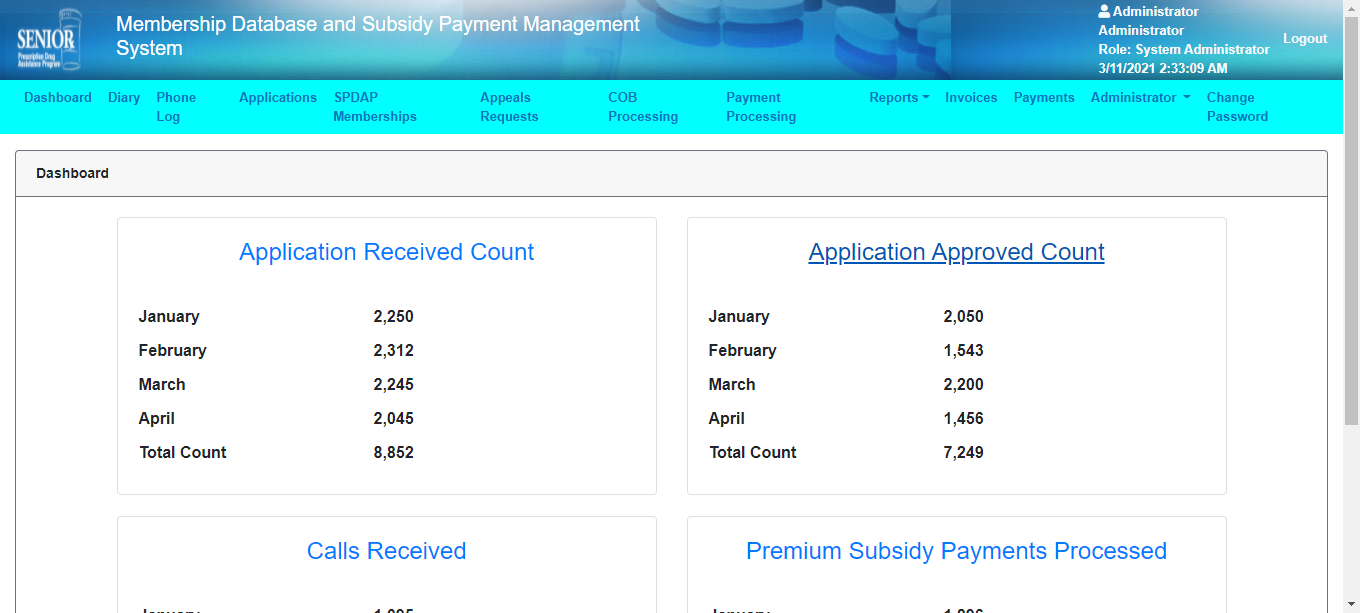 SENIOR
Prescription Drug
Assistance Program
Membership Database and Subsidy Payment Management
System
Administrator
Administrator
Role: System Administrator
3/11/2021 2:33:09 AM
Logout
Dashboard Diary Phone Log Applications SPDAP Memberships Appeals Requests COB Processing Payment Processing Reports Invoices Payments Administrator Change Password
Dashboard
Application Received Count
January 2,250
February 2,312
March 2,245
April 2,045
Total Count 8,852
Application Approved Count
January 2,050
February 1,543
March 2,200
April 1,456
Total Count 7,249
Calls Received
January
Premium Subsidy Payments Processed
January